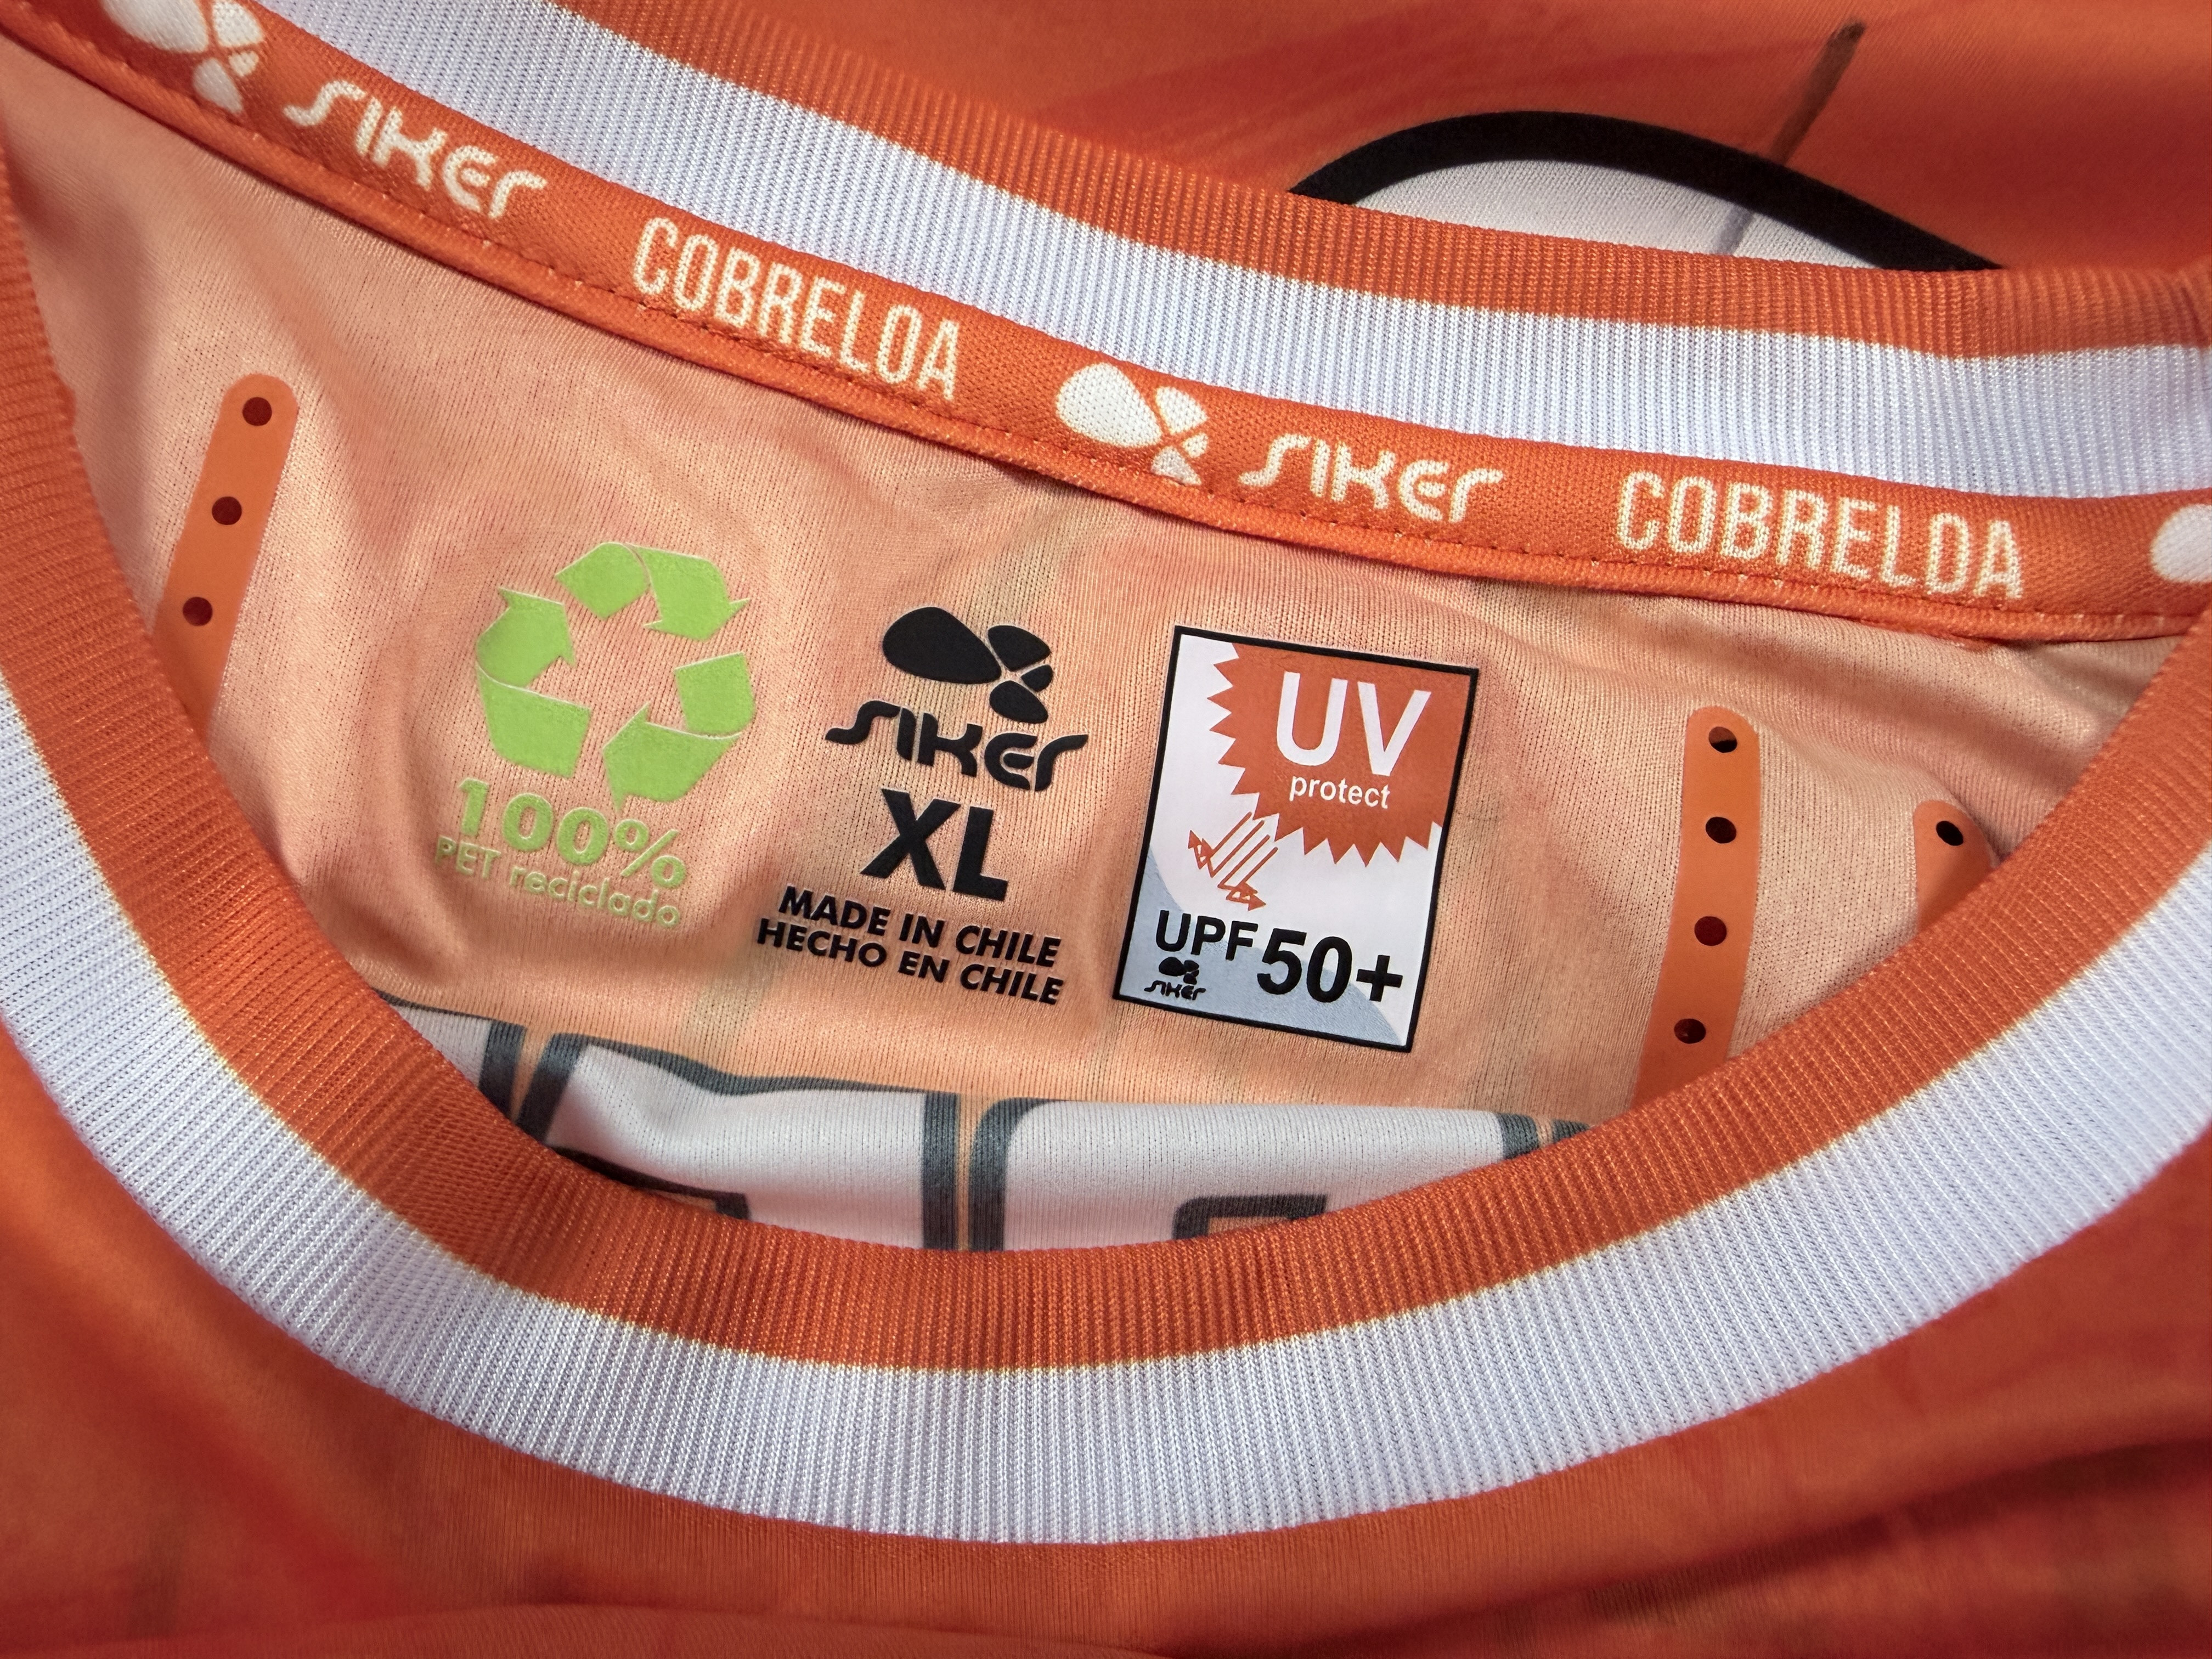 SIKER COBRELOA SIKER COBRELOA
100%
PET reciclado
SIKER
XL
MADE IN CHILE
HECHO EN CHILE
UV
protect
UPF 50+
SIKER